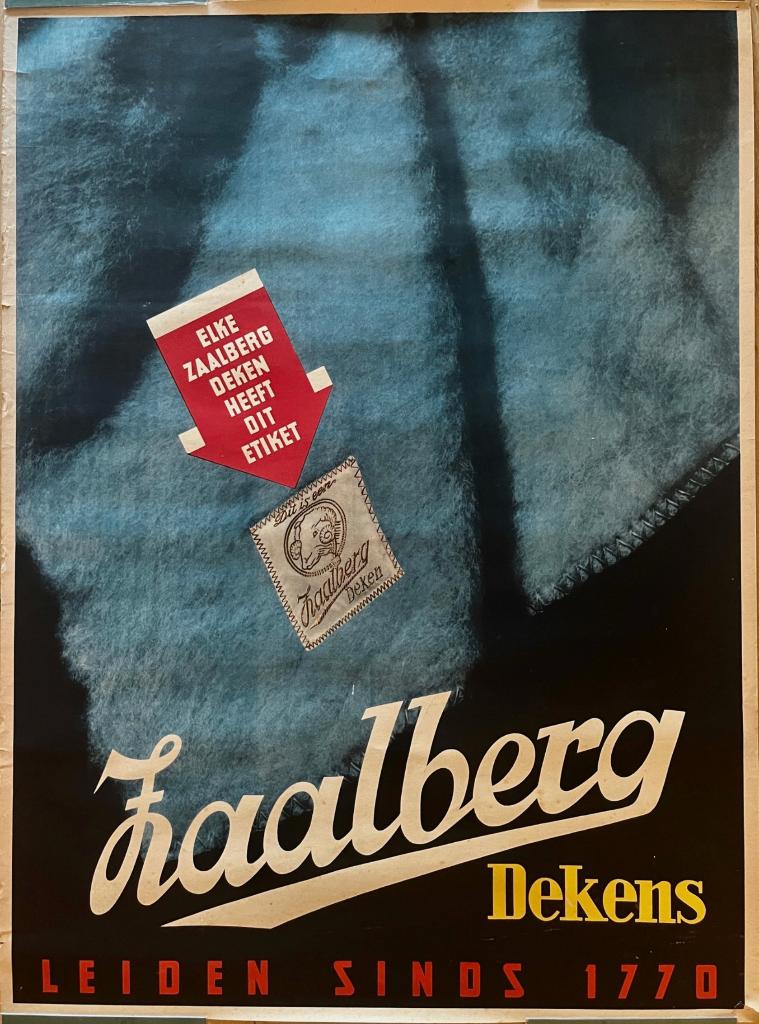 ELKE
ZAALBERG
DEKEN
HEEFT
DIT
ETIKET
Dit is een
Zaalberg
Deken
Zaalberg
Dekens
LEIDEN SINDS 1770